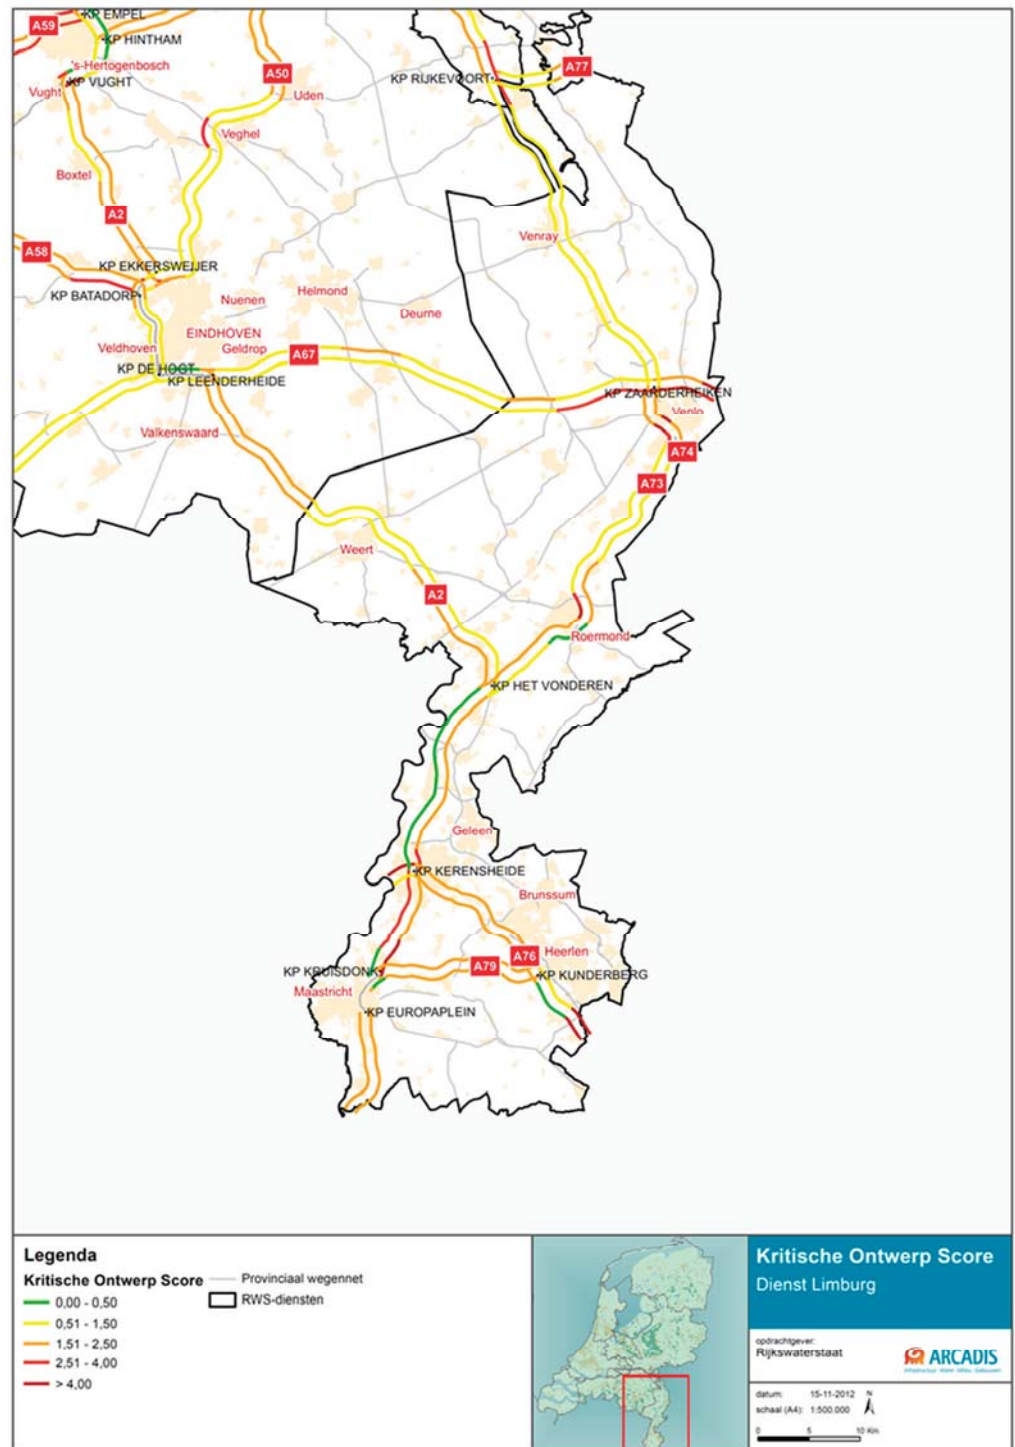 KP EMPEL
A59
KP HINTHAM
's-Hertogenbosch
KP VUGHT
Vught
A50
Uden
KP RIJKEVOORT
A77
Veghel
Boxtel
A2
Venray
A58
KP EKKERSWEIJER
KP BATADORP
Nuenen
Helmond
Deurne
EINDHOVEN
Veldhoven
Geldrop
A67
KP DE HOGT
KP LEENDERHEIDE
KP ZAARDERHEIKEN
Venlo
Valkenswaard
A74
A73
Weert
A2
Roermond
KP HET VONDEREN
Geleen
KP KERENSHEIDE
Brunssum
Heerlen
A76
A79
KP KRUISDONK
KP KUNDERBERG
Maastricht
KP EUROPAPLEIN
Legenda
Kritische Ontwerp Score
0,00 - 0,50
0,51 - 1,50
1,51 - 2,50
2,51 - 4,00
> 4,00
Provinciaal wegennet
RWS-diensten
Kritische Ontwerp Score
Dienst Limburg
opdrachtgever:
Rijkswaterstaat
ARCADIS
datum: 15-11-2012
N
schaal (A4): 1:500.000
0 5 10 Km